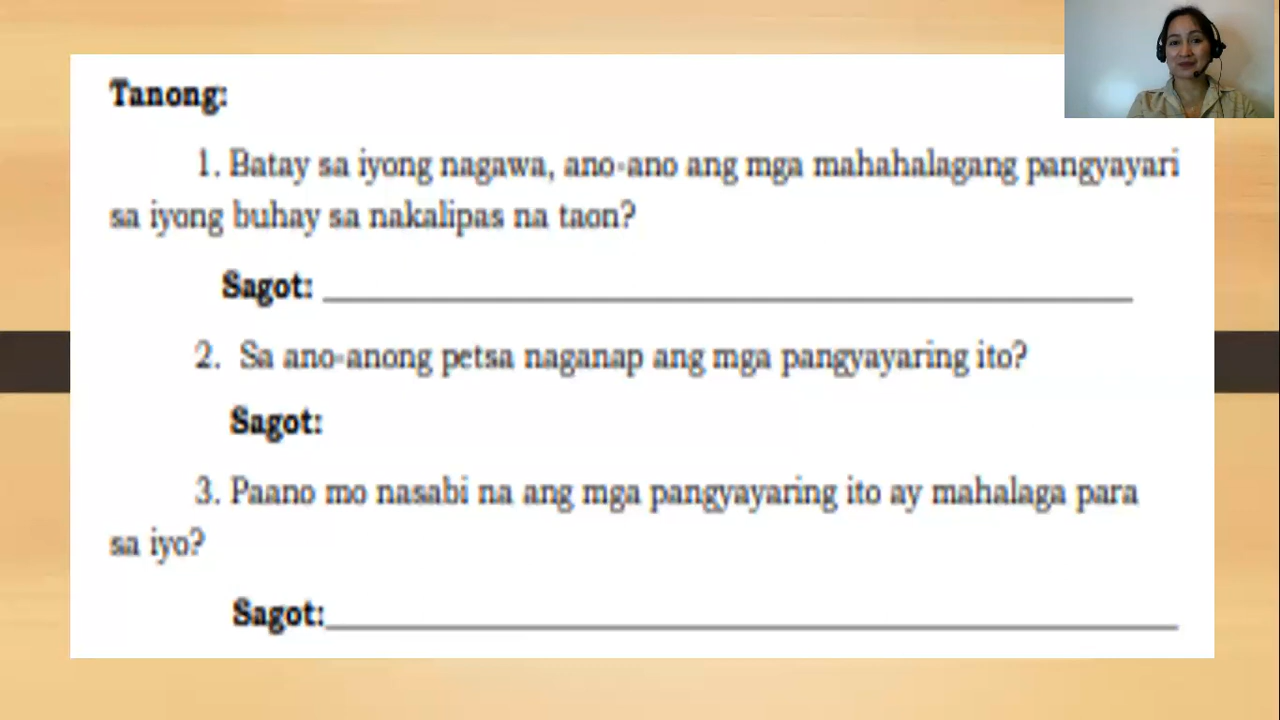 Tanong:
1. Batay sa iyong nagawa, ano-ano ang mga mahahalagang pangyayari
sa iyong buhay sa nakalipas na taon?
Sagot: ____________________
2. Sa ano-anong petsa naganap ang mga pangyayaring ito?
Sagot:
3. Paano mo nasabi na ang mga pangyayaring ito ay mahalaga para
sa iyo?
Sagot:____________________